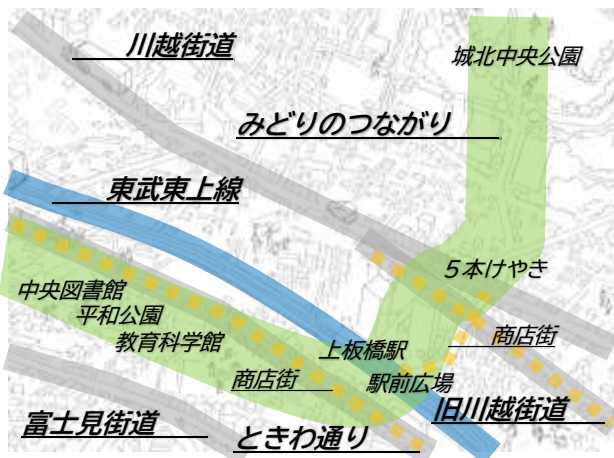 川越街道
城北中央公園
みどりのつながり
東武東上線
５本けやき
中央図書館
平和公園
教育科学館
商店街
上板橋駅
商店街
駅前広場
旧川越街道
富士見街道
ときわ通り